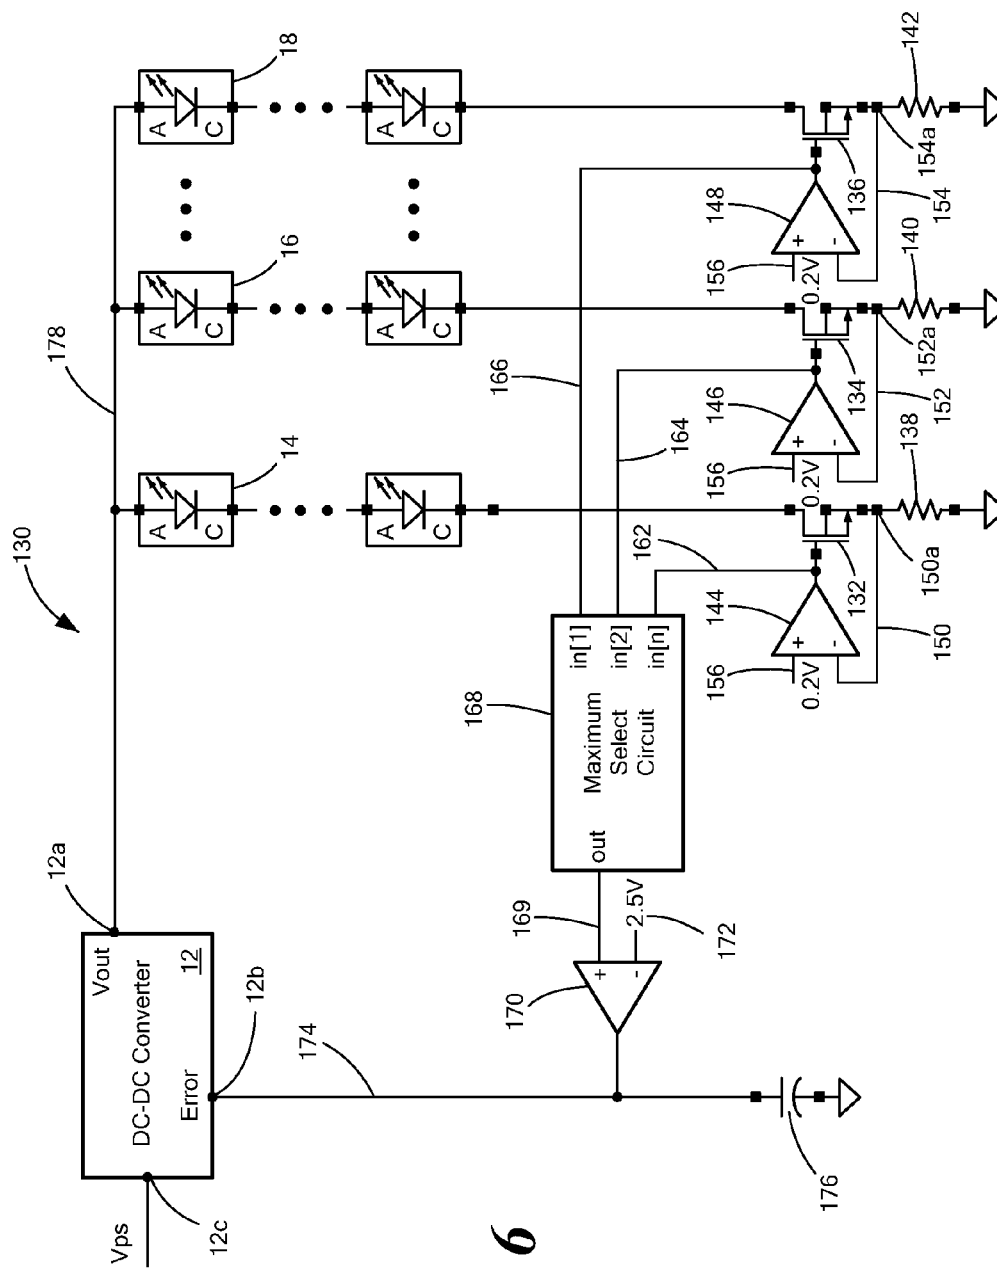 130
Vps
12c
DC-DC Converter
Vout
Error
12
12a
12b
178
174
A
C
14
A
C
A
C
16
A
C
A
C
18
A
C
166
164
162
168
Maximum
Select
Circuit
in[1]
in[2]
in[n]
out
169
2.5V
172
+
-
170
176
156
0.2V
+
-
144
132
150
150a
138
156
0.2V
+
-
146
134
152
152a
140
156
0.2V
+
-
148
136
154
154a
142
6